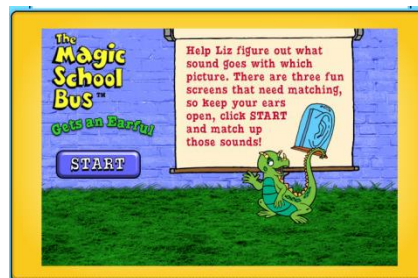 The
Magic
School
Bus™
Gets an Earful
START
Help Liz figure out what
sound goes with which
picture. There are three fun
screens that need matching,
so keep your ears
open, click START
and match up
those sounds!